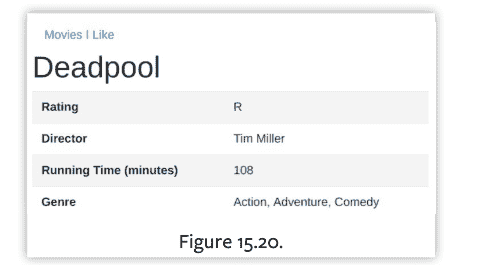 Movies I Like
Deadpool
Rating R
Director Tim Miller
Running Time (minutes) 108
Genre Action, Adventure, Comedy
Figure 15.20.